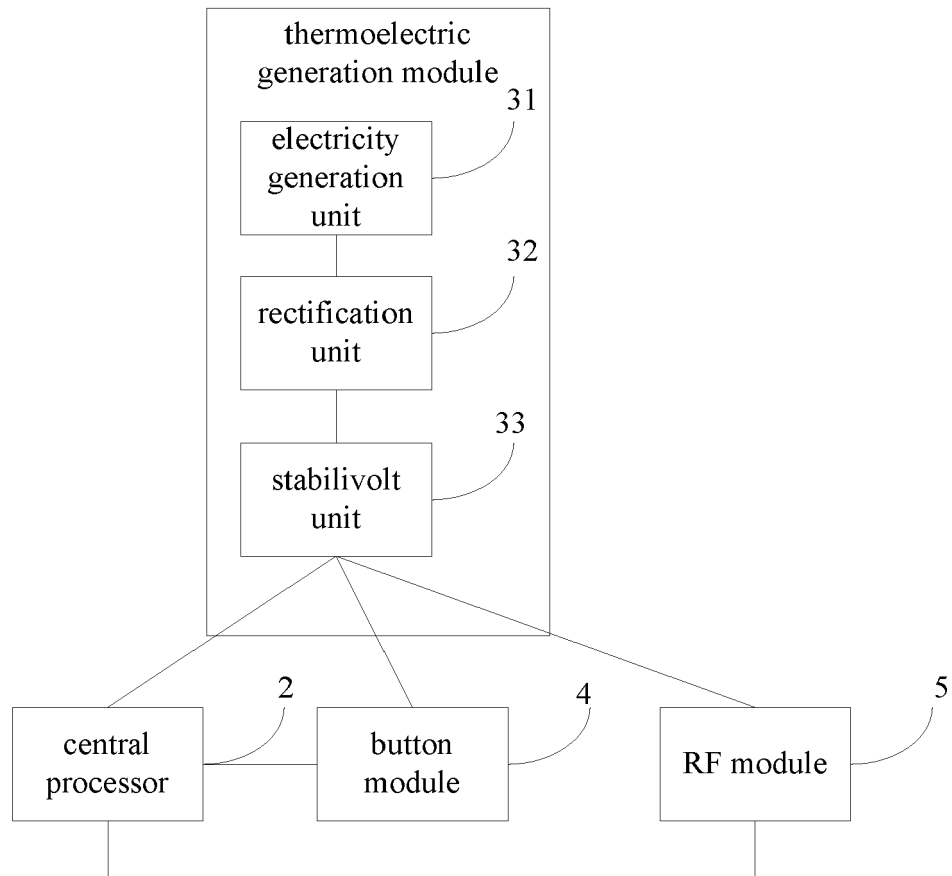 thermoelectric
generation module
31
electricity
generation
unit
32
rectification
unit
33
stabilivolt
unit
2
4
5
central
processor
button
module
RF module